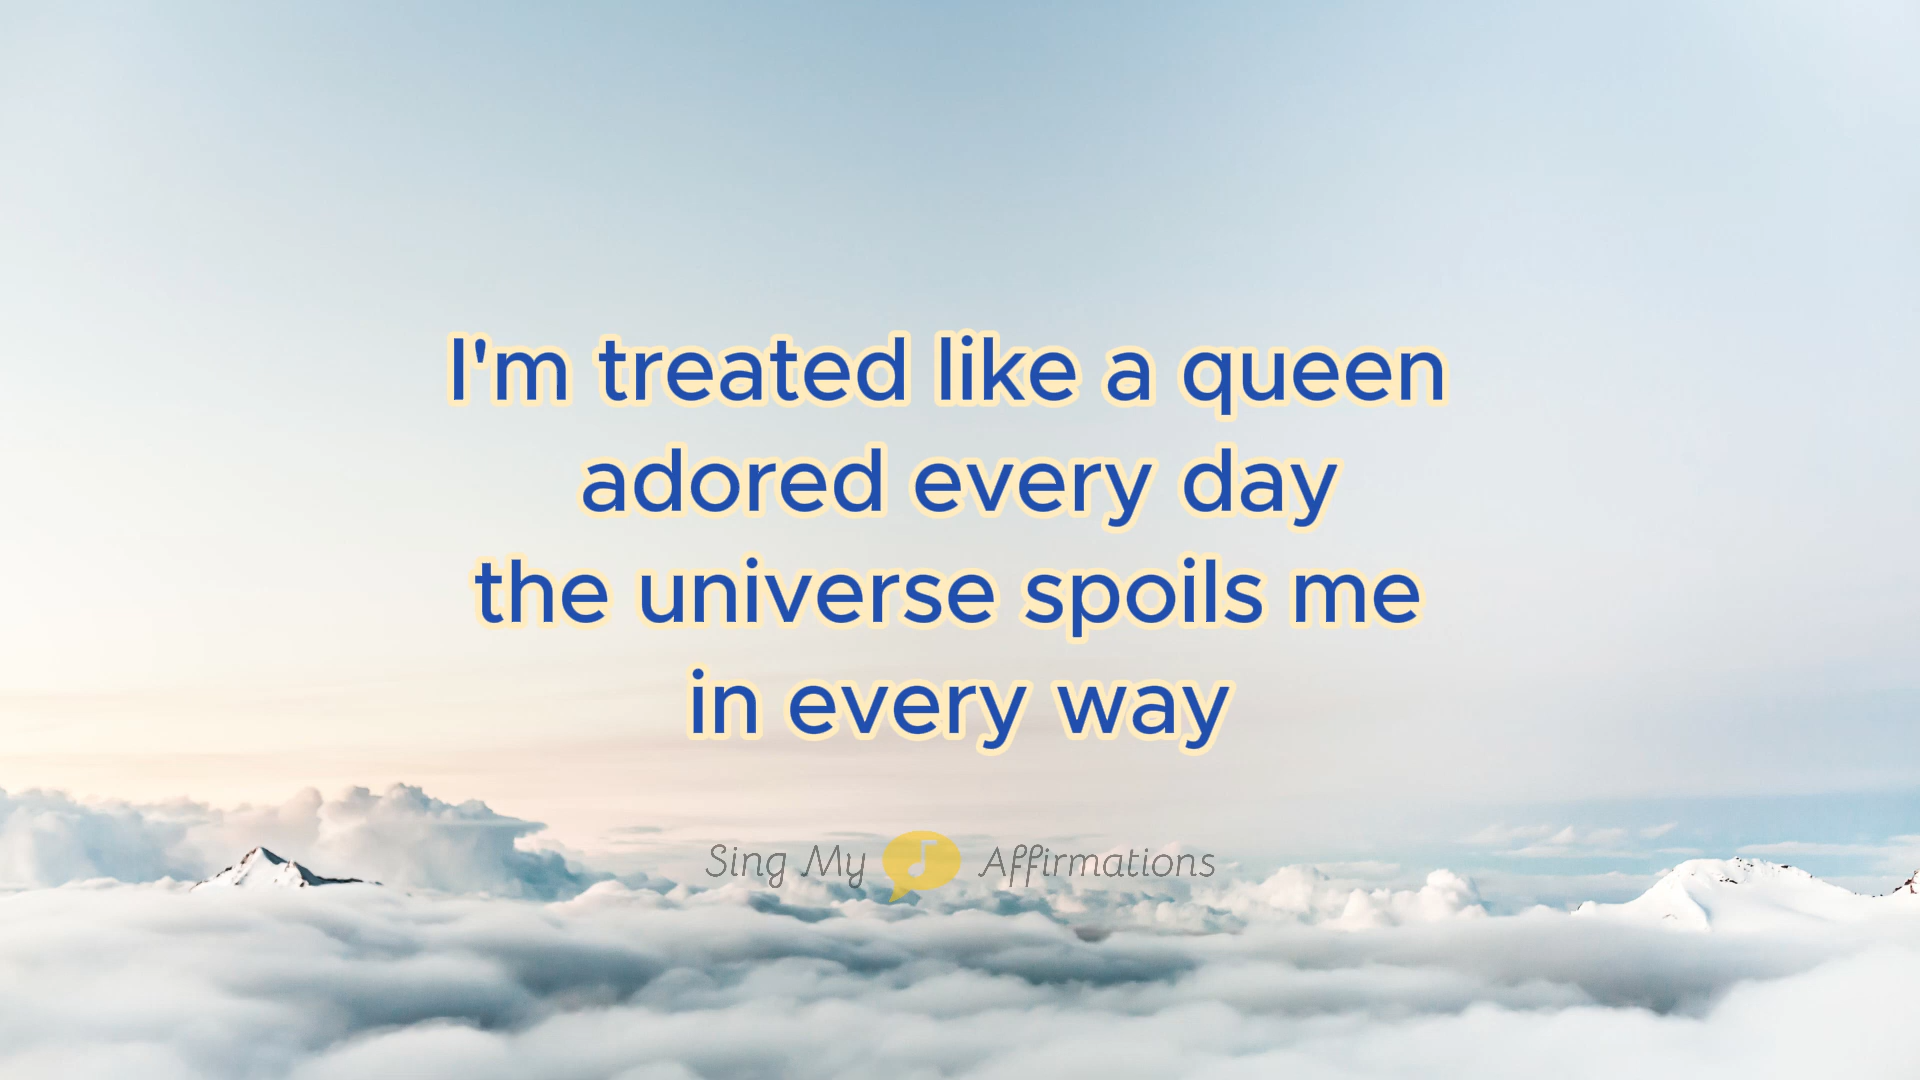 I'm treated like a queen
adored every day
the universe spoils me
in every way
Sing My Affirmations